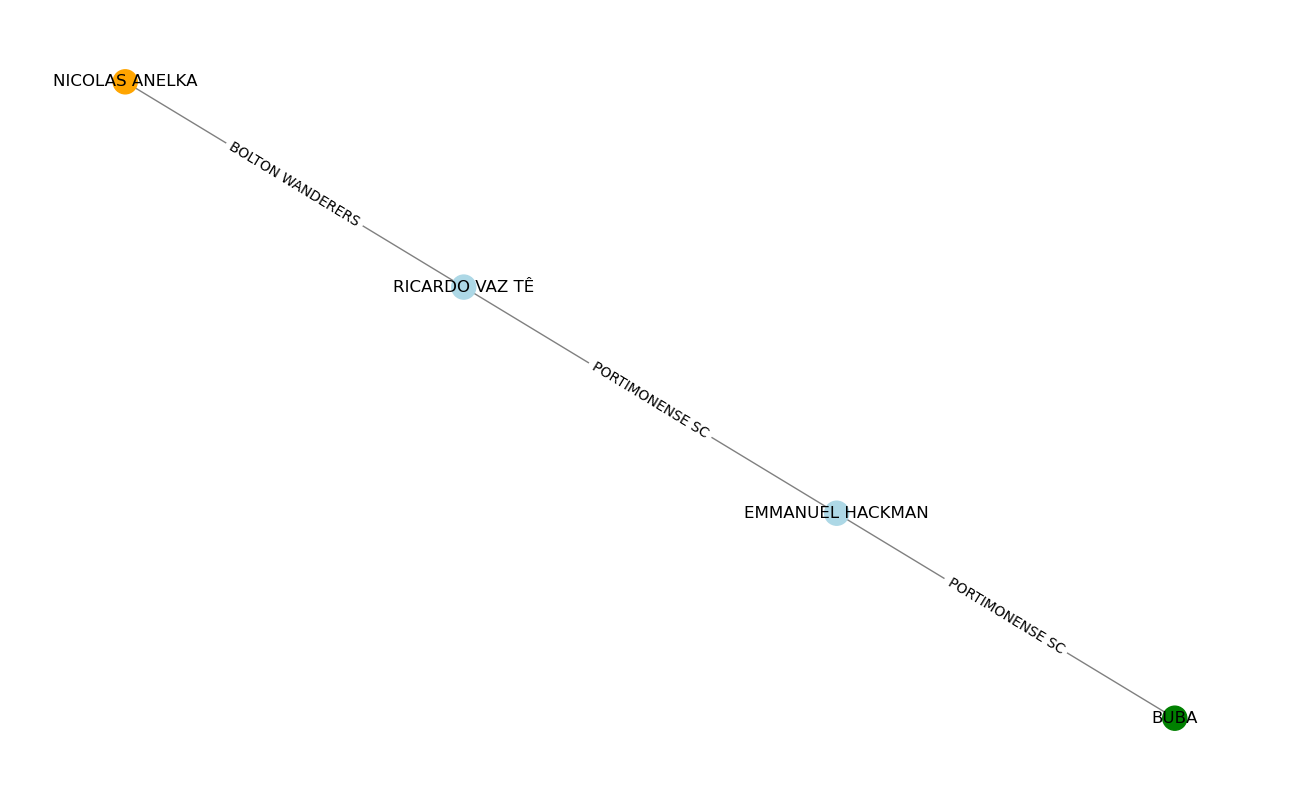 NICOLAS ANELKA
BOLTON WANDERERS
RICARDO VAZ TÊ
PORTIMONENSE SC
EMMANUEL HACKMAN
PORTIMONENSE SC
BUBA